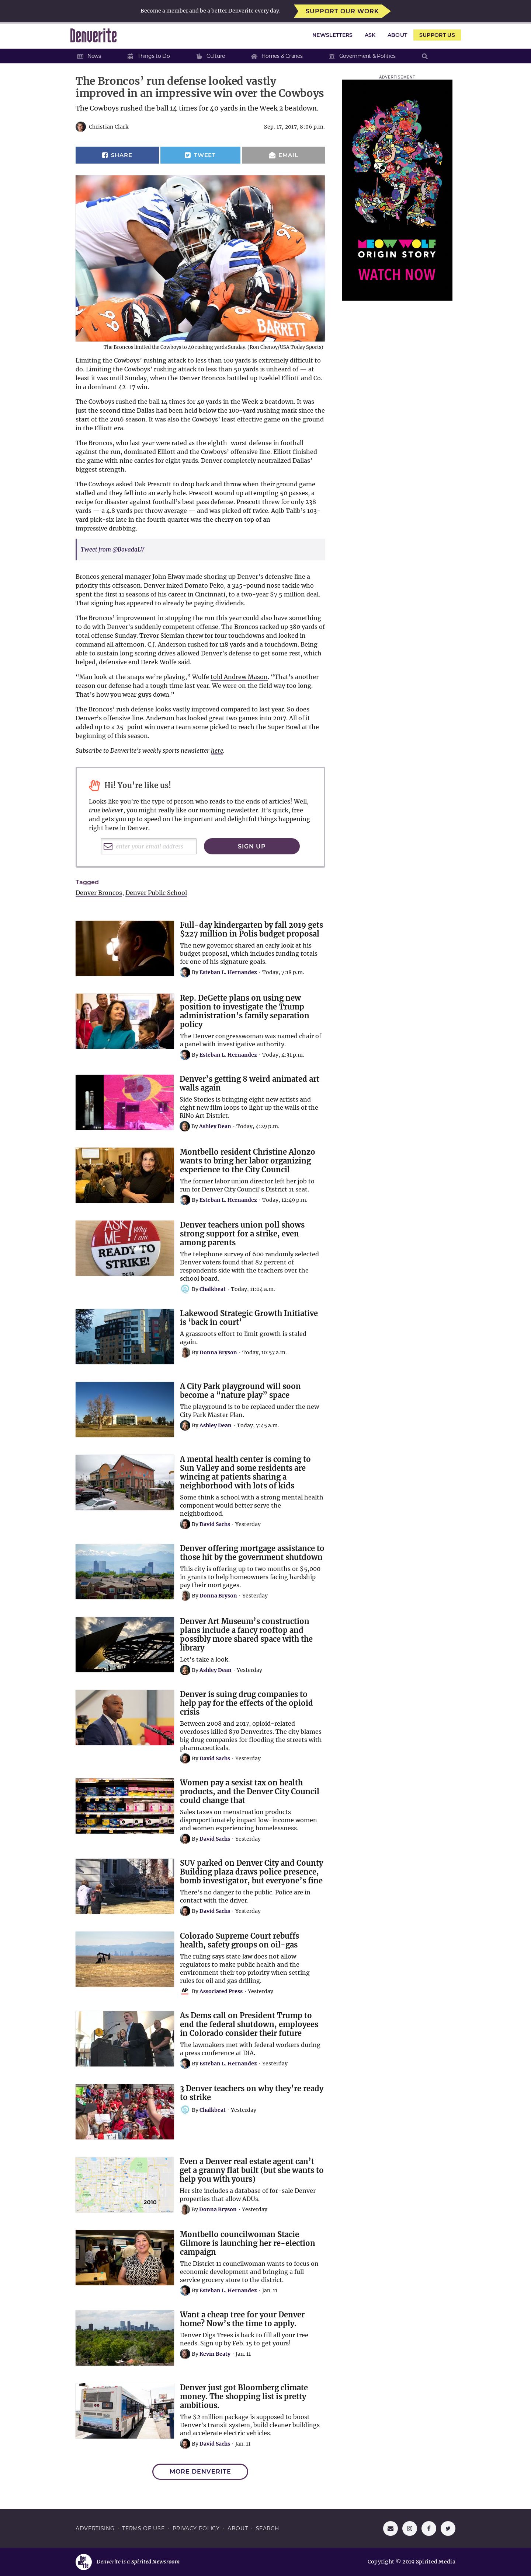 Become a member and be a better Denverite every day.
SUPPORT OUR WORK
Denverite
NEWSLETTERS ASK ABOUT SUPPORT US
News Things to Do Culture Homes & Cranes Government & Politics
The Broncos’ run defense looked vastly
improved in an impressive win over the Cowboys
The Cowboys rushed the ball 14 times for 40 yards in the Week 2 beatdown.
Christian Clark
Sep. 17, 2017, 8:06 p.m.
SHARE
TWEET
EMAIL
BARRETT
The Broncos limited the Cowboys to 40 rushing yards Sunday. (Ron Chenoy/USA Today Sports)
Limiting the Cowboys’ rushing attack to less than 100 yards is extremely difficult to
do. Limiting the Cowboys’ rushing attack to less than 50 yards is unheard of — at
least it was until Sunday, when the Denver Broncos bottled up Ezekiel Elliott and Co.
in a dominant 42-17 win.
The Cowboys rushed the ball 14 times for 40 yards in the Week 2 beatdown. It was
just the second time Dallas had been held below the 100-yard rushing mark since the
start of the 2016 season. It was also the Cowboys’ least effective game on the ground
in the Elliott era.
The Broncos, who last year were rated as the eighth-worst defense in football
against the run, dominated Elliott and the Cowboys’ offensive line. Elliott finished
the game with nine carries for eight yards. Denver completely neutralized Dallas’
biggest strength.
The Cowboys asked Dak Prescott to drop back and throw when their ground game
stalled and they fell into an early hole. Prescott wound up attempting 50 passes, a
recipe for disaster against football’s best pass defense. Prescott threw for only 238
yards — a 4.8 yards per throw average — and was picked off twice. Aqib Talib’s 103-
yard pick-six late in the fourth quarter was the cherry on top of an
impressive drubbing.
Tweet from @BovadaLV
Broncos general manager John Elway made shoring up Denver’s defensive line a
priority this offseason. Denver inked Domato Peko, a 325-pound nose tackle who
spent the first 11 seasons of his career in Cincinnati, to a two-year $7.5 million deal.
That signing has appeared to already be paying dividends.
The Broncos’ improvement in stopping the run this year could also have something
to do with Denver’s suddenly competent offense. The Broncos racked up 380 yards of
total offense Sunday. Trevor Siemian threw for four touchdowns and looked in
command all afternoon. C.J. Anderson rushed for 118 yards and a touchdown. Being
able to sustain long scoring drives allowed Denver’s defense to get some rest, which
helped, defensive end Derek Wolfe said.
“Man look at the snaps we’re playing,” Wolfe told Andrew Mason. “That’s another
reason our defense had a tough time last year. We were on the field way too long.
That’s how you wear guys down.”
The Broncos’ rush defense looks vastly improved compared to last year. So does
Denver’s offensive line. Anderson has looked great two games into 2017. All of it
added up to a 25-point win over a team some picked to reach the Super Bowl at the
beginning of this season.
Subscribe to Denverite’s weekly sports newsletter here.
Hi! You’re like us!
Looks like you’re the type of person who reads to the ends of articles! Well,
true believer, you might really like our morning newsletter. It’s quick, free
and gets you up to speed on the important and delightful things happening
right here in Denver.
enter your email address
SIGN UP
Tagged
Denver Broncos, Denver Public School
Full-day kindergarten by fall 2019 gets
$227 million in Polis budget proposal
The new governor shared an early look at his
budget proposal, which includes funding totals
for one of his signature goals.
By Esteban L. Hernandez · Today, 7:18 p.m.
Rep. DeGette plans on using new
position to investigate the Trump
administration’s family separation
policy
The Denver congresswoman was named chair of
a panel with investigative authority.
By Esteban L. Hernandez · Today, 4:31 p.m.
Denver’s getting 8 weird animated art
walls again
Side Stories is bringing eight new artists and
eight new film loops to light up the walls of the
RiNo Art District.
By Ashley Dean · Today, 4:29 p.m.
Montbello resident Christine Alonzo
wants to bring her labor organizing
experience to the City Council
The former labor union director left her job to
run for Denver City Council’s District 11 seat.
By Esteban L. Hernandez · Today, 12:49 p.m.
ASK ME! WHY I AM
READY TO
STRIKE!
DCTA
Denver teachers union poll shows
strong support for a strike, even
among parents
The telephone survey of 600 randomly selected
Denver voters found that 82 percent of
respondents side with the teachers over the
school board.
By Chalkbeat · Today, 11:04 a.m.
Lakewood Strategic Growth Initiative
is ‘back in court’
A grassroots effort to limit growth is staled
again.
By Donna Bryson · Today, 10:57 a.m.
A City Park playground will soon
become a “nature play” space
The playground is to be replaced under the new
City Park Master Plan.
By Ashley Dean · Today, 7:45 a.m.
A mental health center is coming to
Sun Valley and some residents are
wincing at patients sharing a
neighborhood with lots of kids
Some think a school with a strong mental health
component would better serve the
neighborhood.
By David Sachs · Yesterday
Denver offering mortgage assistance to
those hit by the government shutdown
This city is offering up to two months or $5,000
in grants to help homeowners facing hardship
pay their mortgages.
By Donna Bryson · Yesterday
Denver Art Museum’s construction
plans include a fancy rooftop and
possibly more shared space with the
library
Let’s take a look.
By Ashley Dean · Yesterday
Denver is suing drug companies to
help pay for the effects of the opioid
crisis
Between 2008 and 2017, opioid-related
overdoses killed 870 Denverites. The city blames
big drug companies for flooding the streets with
pharmaceuticals.
By David Sachs · Yesterday
Women pay a sexist tax on health
products, and the Denver City Council
could change that
Sales taxes on menstruation products
disproportionately impact low-income women
and women experiencing homelessness.
By David Sachs · Yesterday
SUV parked on Denver City and County
Building plaza draws police presence,
bomb investigator, but everyone’s fine
There’s no danger to the public. Police are in
contact with the driver.
By David Sachs · Yesterday
Colorado Supreme Court rebuffs
health, safety groups on oil-gas
The ruling says state law does not allow
regulators to make public health and the
environment their top priority when setting
rules for oil and gas drilling.
AP By Associated Press · Yesterday
As Dems call on President Trump to
end the federal shutdown, employees
in Colorado consider their future
The lawmakers met with federal workers during
a press conference at DIA.
By Esteban L. Hernandez · Yesterday
3 Denver teachers on why they’re ready
to strike
By Chalkbeat · Yesterday
2010
Even a Denver real estate agent can’t
get a granny flat built (but she wants to
help you with yours)
Her site includes a database of for-sale Denver
properties that allow ADUs.
By Donna Bryson · Yesterday
Montbello councilwoman Stacie
Gilmore is launching her re-election
campaign
The District 11 councilwoman wants to focus on
economic development and bringing a full-
service grocery store to the district.
By Esteban L. Hernandez · Jan. 11
Want a cheap tree for your Denver
home? Now’s the time to apply.
Denver Digs Trees is back to fill all your tree
needs. Sign up by Feb. 15 to get yours!
By Kevin Beaty · Jan. 11
Denver just got Bloomberg climate
money. The shopping list is pretty
ambitious.
The $2 million package is supposed to boost
Denver’s transit system, build cleaner buildings
and accelerate electric vehicles.
By David Sachs · Jan. 11
MORE DENVERITE
ADVERTISEMENT
MEOW WOLF
ORIGIN STORY
WATCH NOW
ADVERTISING · TERMS OF USE · PRIVACY POLICY · ABOUT · SEARCH
Denverite is a Spirited Newsroom
Copyright © 2019 Spirited Media